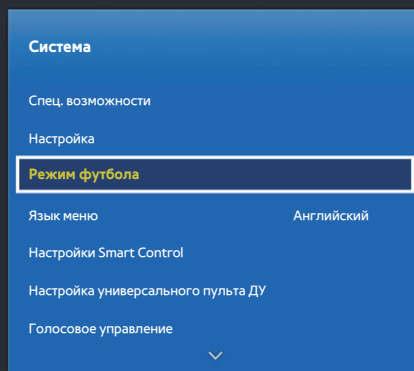 Система
Спец. возможности
Настройка
Режим футбола
Язык меню Английский
Настройки Smart Control
Настройка универсального пульта ДУ
Голосовое управление